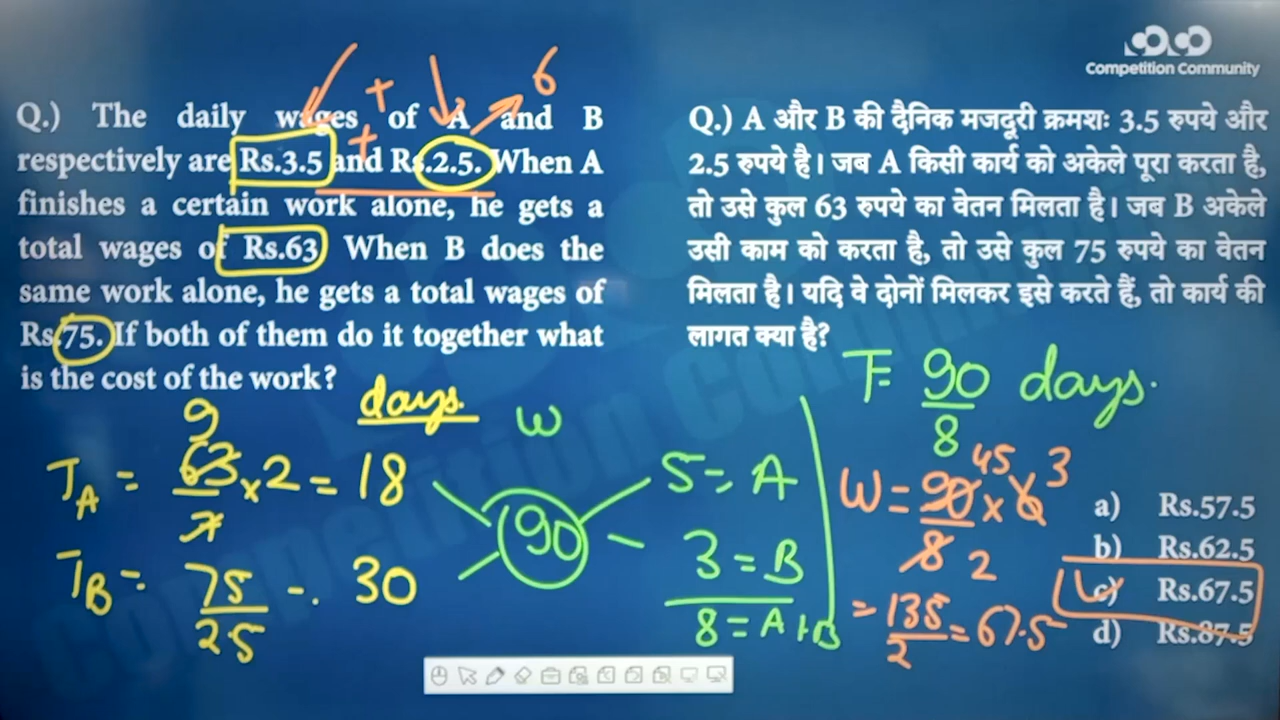 Competition Community
Q.) The daily wages of A and B
respectively are Rs.3.5 and Rs.2.5. When A
finishes a certain work alone, he gets a
total wages of Rs.63 When B does the
same work alone, he gets a total wages of
Rs.75. If both of them do it together what
is the cost of the work?
+ + 6
Q.) A और B की दैनिक मजदूरी क्रमशः 3.5 रुपये और
2.5 रुपये है। जब A किसी कार्य को अकेले पूरा करता है,
तो उसे कुल 63 रुपये का वेतन मिलता है। जब B अकेले
उसी काम को करता है, तो उसे कुल 75 रुपये का वेतन
मिलता है। यदि वे दोनों मिलकर इसे करते हैं, तो कार्य की
लागत क्या है?
days.
9
T_A = 63/7 × 2 = 18
T_B = 75/25 -. 30
W
90
5 = A
3 = B
8 = A+B
T = 90/8 days.
45 3
W = 90/8 × 6
2
= 135/2 = 67.5
a) Rs.57.5
b) Rs.62.5
c) Rs.67.5
d) Rs.87.5
Competition Community